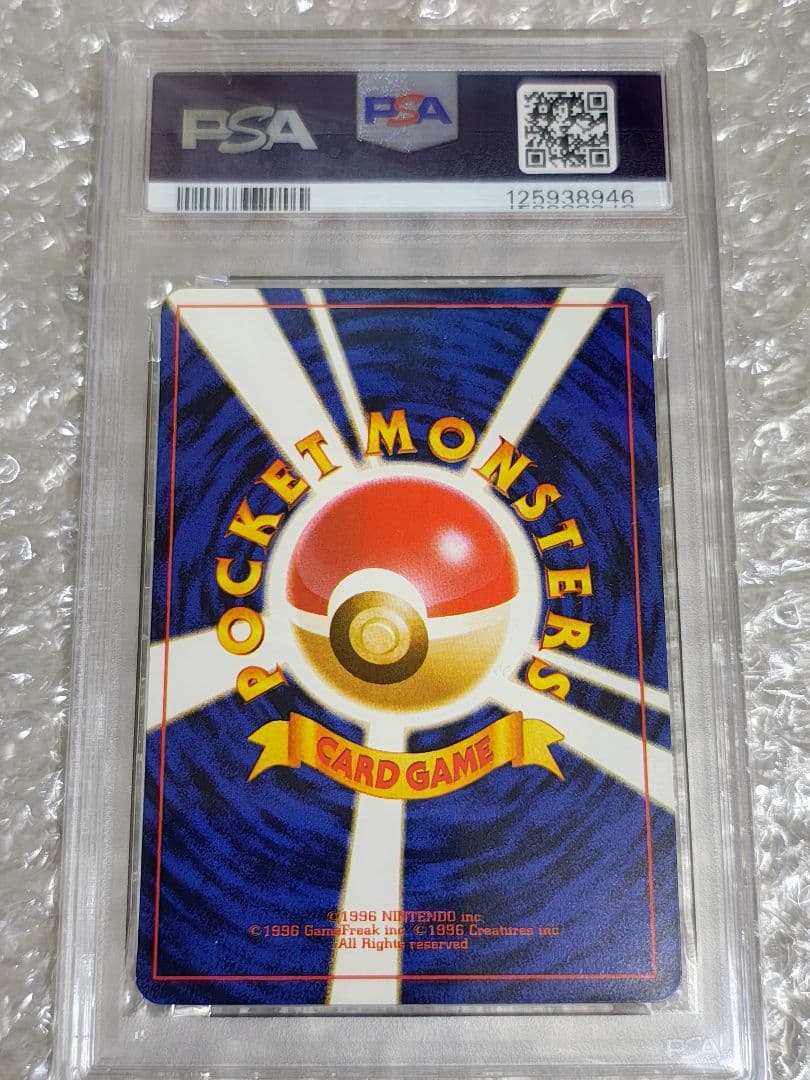 PSA
PSA
125938946
POCKET MONSTERS
CARD GAME
©1996 NINTENDO inc
©1996 GameFreak inc. ©1996 Creatures inc
All Rights reserved
PSA